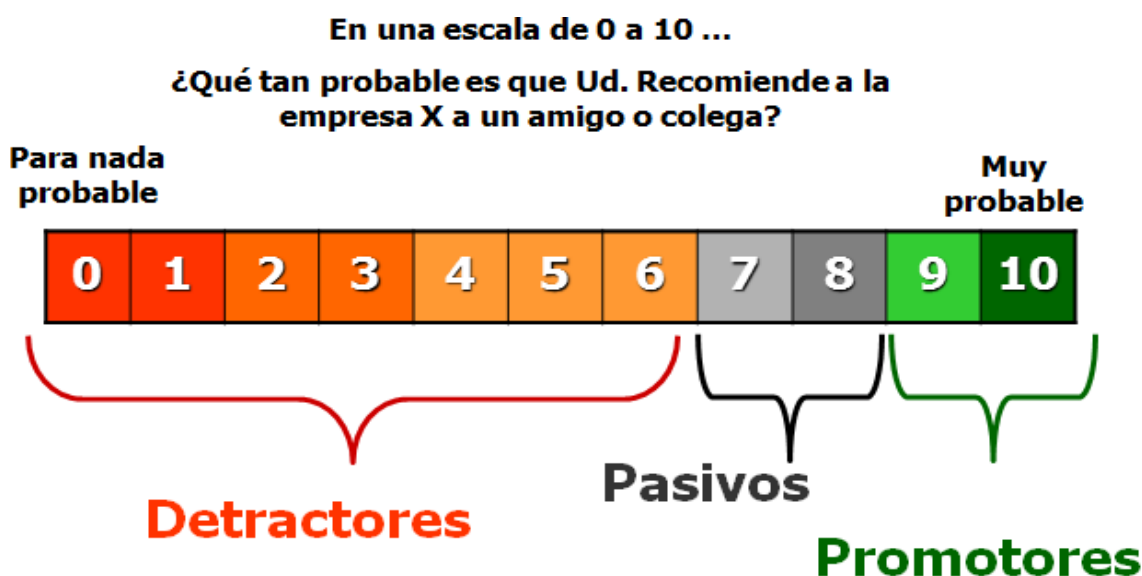 En una escala de 0 a 10 ...
¿Qué tan probable es que Ud. Recomiende a la
empresa X a un amigo o colega?
Para nada
probable
Muy
probable
0 1 2 3 4 5 6 7 8 9 10
Detractores
Pasivos
Promotores